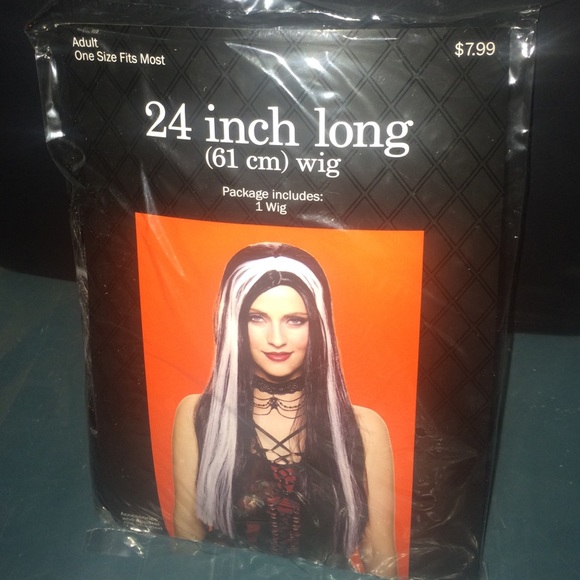 Adult
One Size Fits Most
$7.99
24 inch long
(61 cm) wig
Package includes:
1 Wig